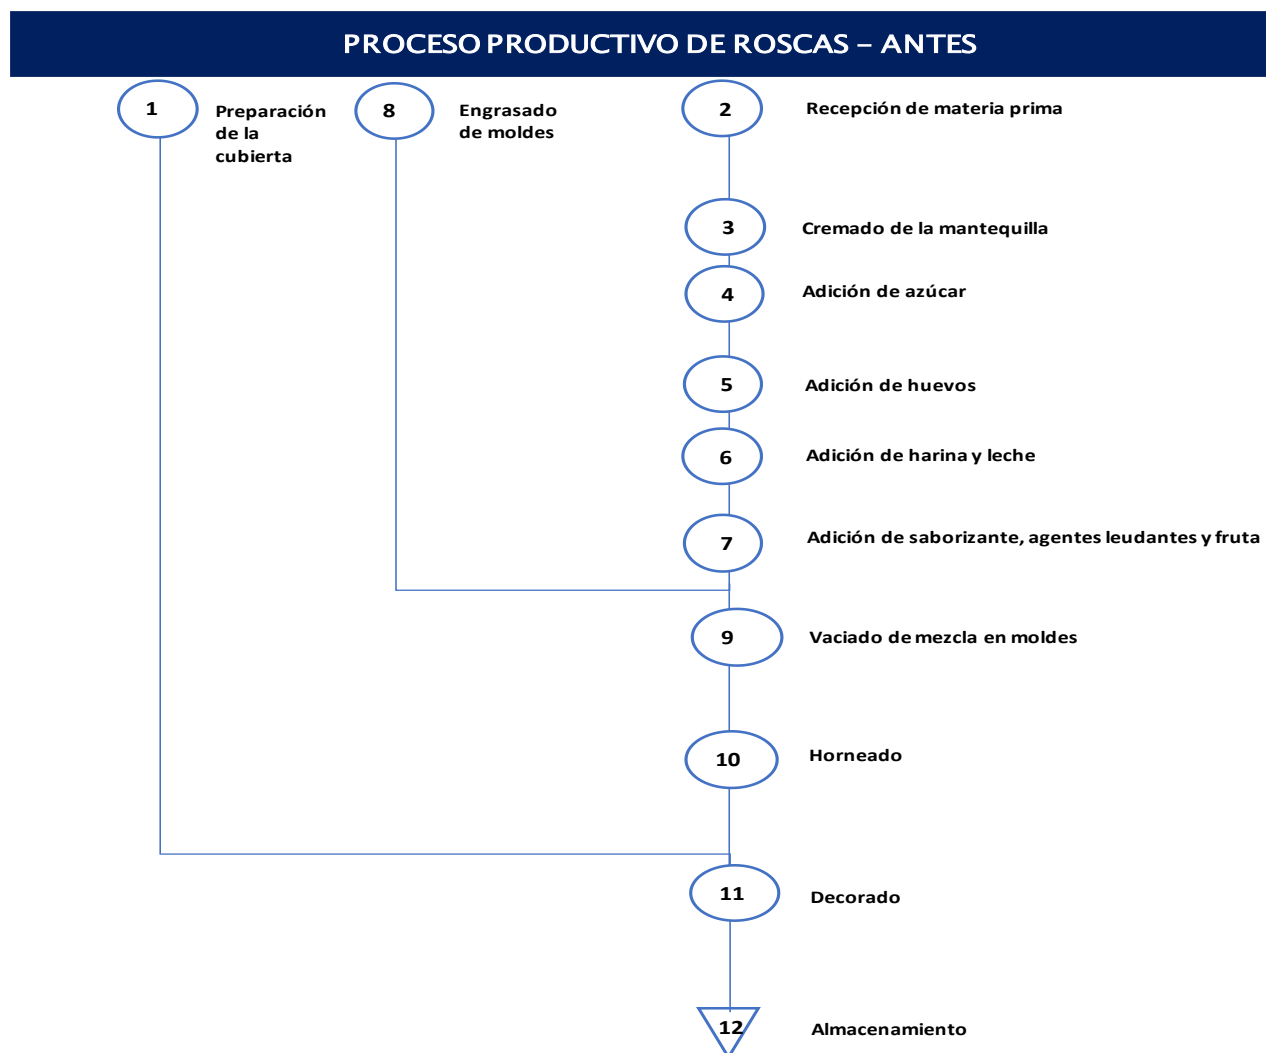 PROCESO PRODUCTIVO DE ROSCAS – ANTES
1
Preparación
de la
cubierta
8
Engrasado
de moldes
2
Recepción de materia prima
3
Cremado de la mantequilla
4
Adición de azúcar
5
Adición de huevos
6
Adición de harina y leche
7
Adición de saborizante, agentes leudantes y fruta
9
Vaciado de mezcla en moldes
10
Horneado
11
Decorado
12
Almacenamiento